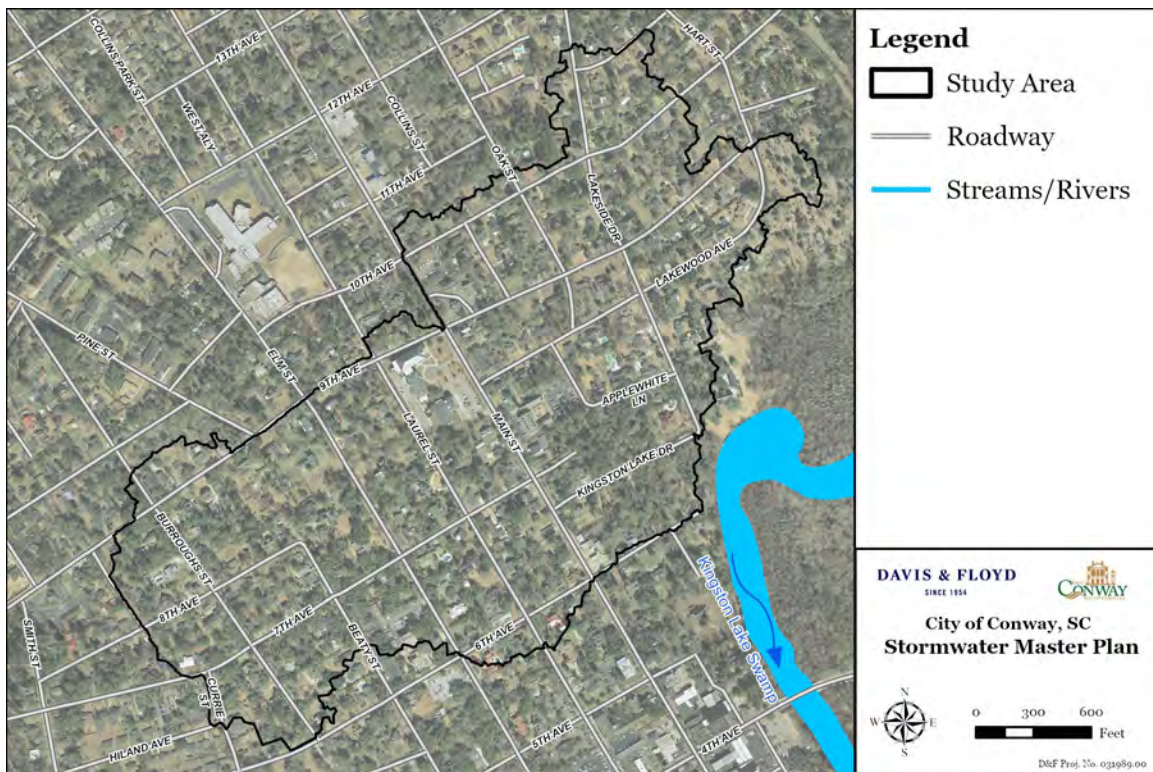 COLLINS PARK ST
13TH AVE
WEST ALY
12TH AVE
COLLINS ST
11TH AVE
OAK ST
HART ST
LAKESIDE DR
LAKEWOOD AVE
10TH AVE
PINE ST
ELM ST
9TH AVE
LAUREL ST
MAIN ST
APPLEWHITE
LN
KINGSTON LAKE DR
BURROUGHS ST
8TH AVE
7TH AVE
BEATY ST
6TH AVE
SMITH ST
CURRIE
ST
HILAND AVE
5TH AVE
4TH AVE
Kingston Lake Swamp
Legend
Study Area
Roadway
Streams/Rivers
DAVIS & FLOYD
SINCE 1954
CONWAY
City of Conway, SC
Stormwater Master Plan
N
W E
S
0 300 600
Feet
D&F Proj. No. 031989.00